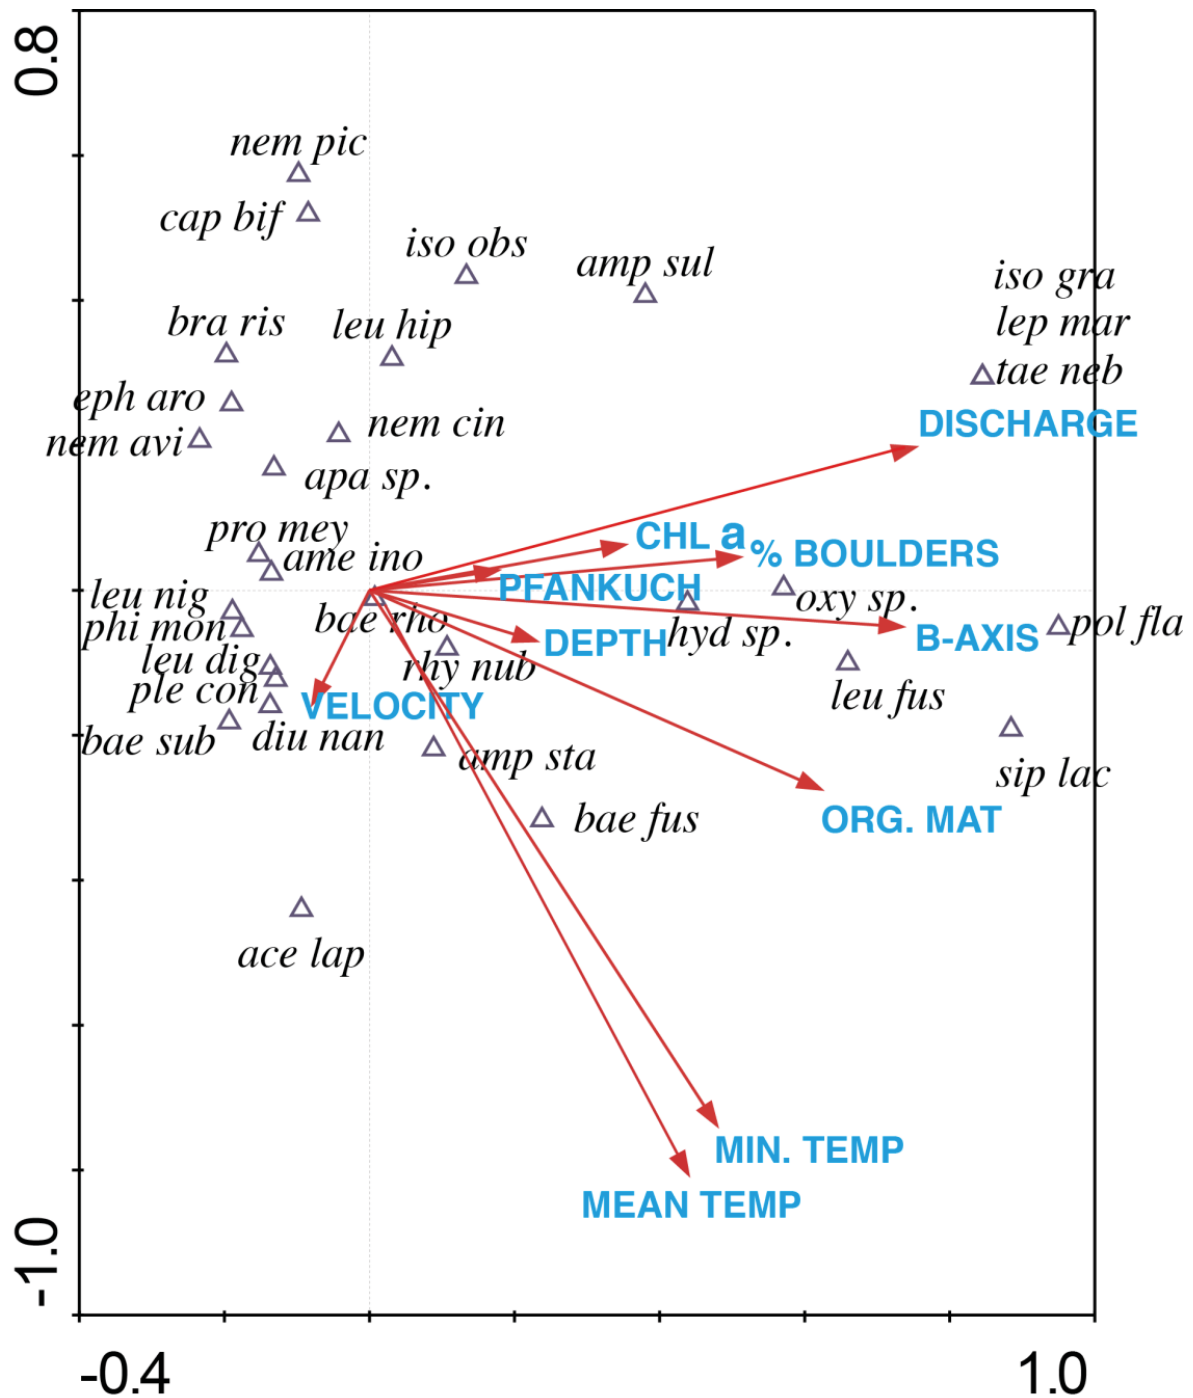 0.8
nem pic
cap bif
iso obs
amp sul
iso gra
lep mar
tae neb
bra ris
leu hip
eph aro
nem avi
nem cin
DISCHARGE
apa sp.
pro mey
ame ino
CHL a
% BOULDERS
PFANKUCH
leu nig
oxy sp.
bae rho
phi mon
hyd sp.
pol fla
DEPTH
B-AXIS
leu dig
rhy nub
ple con
leu fus
VELOCITY
bae sub
diu nan
amp sta
sip lac
bae fus
ORG. MAT
ace lap
MIN. TEMP
MEAN TEMP
-1.0
-0.4
1.0